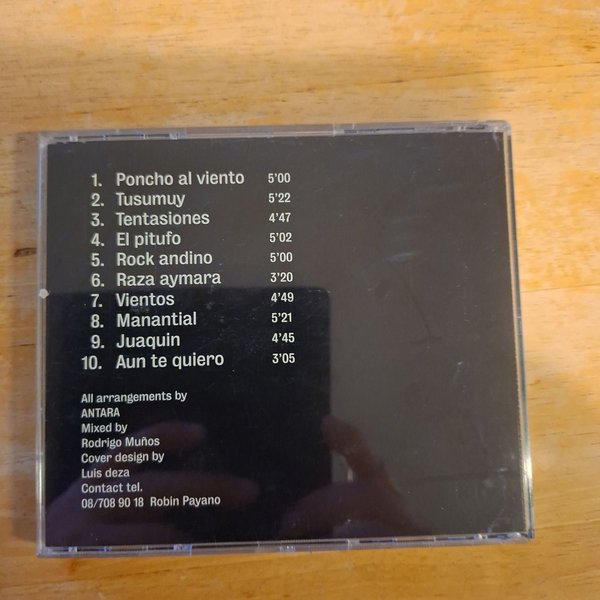 1. Poncho al viento 5'00
2. Tusumuy 5'22
3. Tentasiones 4'47
4. El pitufo 5'02
5. Rock andino 5'00
6. Raza aymara 3'20
7. Vientos 4'49
8. Manantial 5'21
9. Juaquin 4'45
10. Aun te quiero 3'05
All arrangements by
ANTARA
Mixed by
Rodrigo Muños
Cover design by
Luis deza
Contact tel.
08/708 90 18 Robin Payano